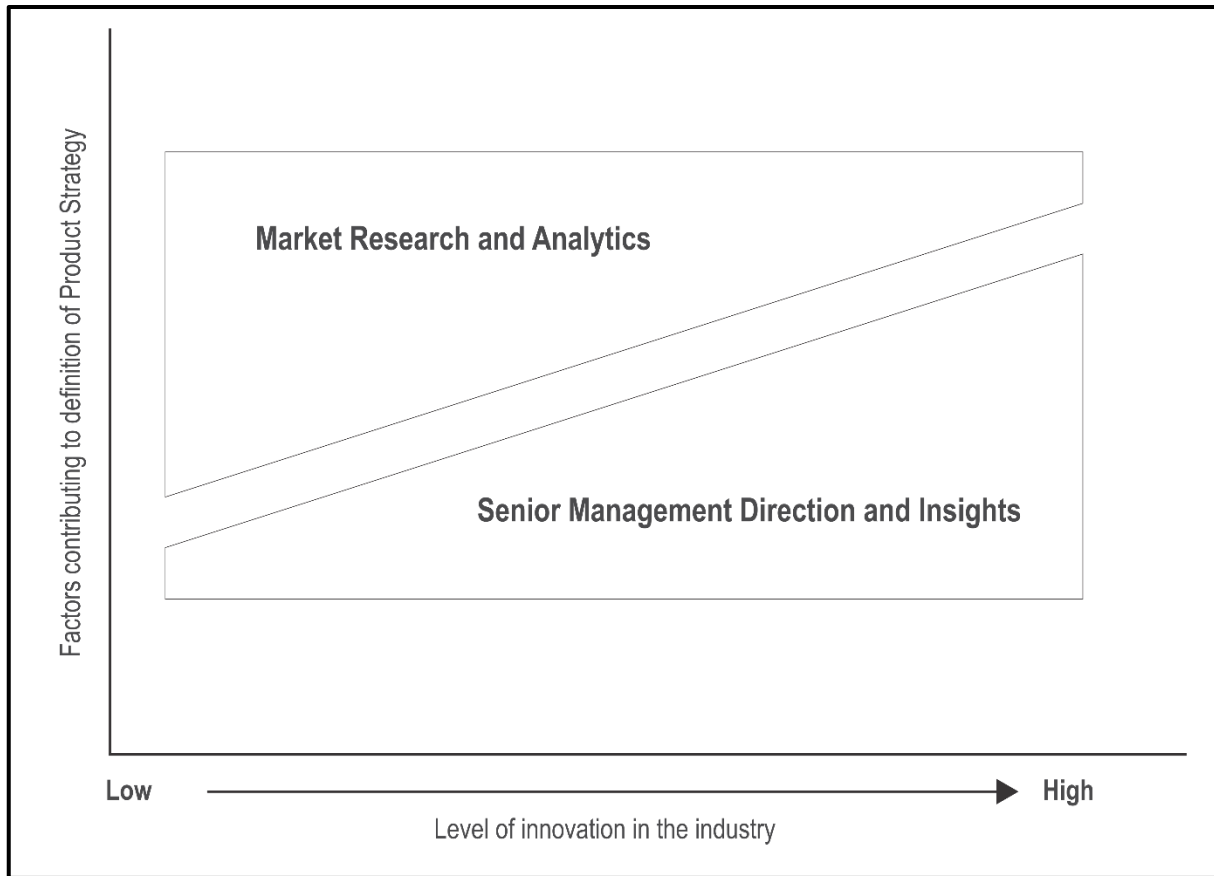 Factors contributing to definition of Product Strategy
Market Research and Analytics
Senior Management Direction and Insights
Low
High
Level of innovation in the industry